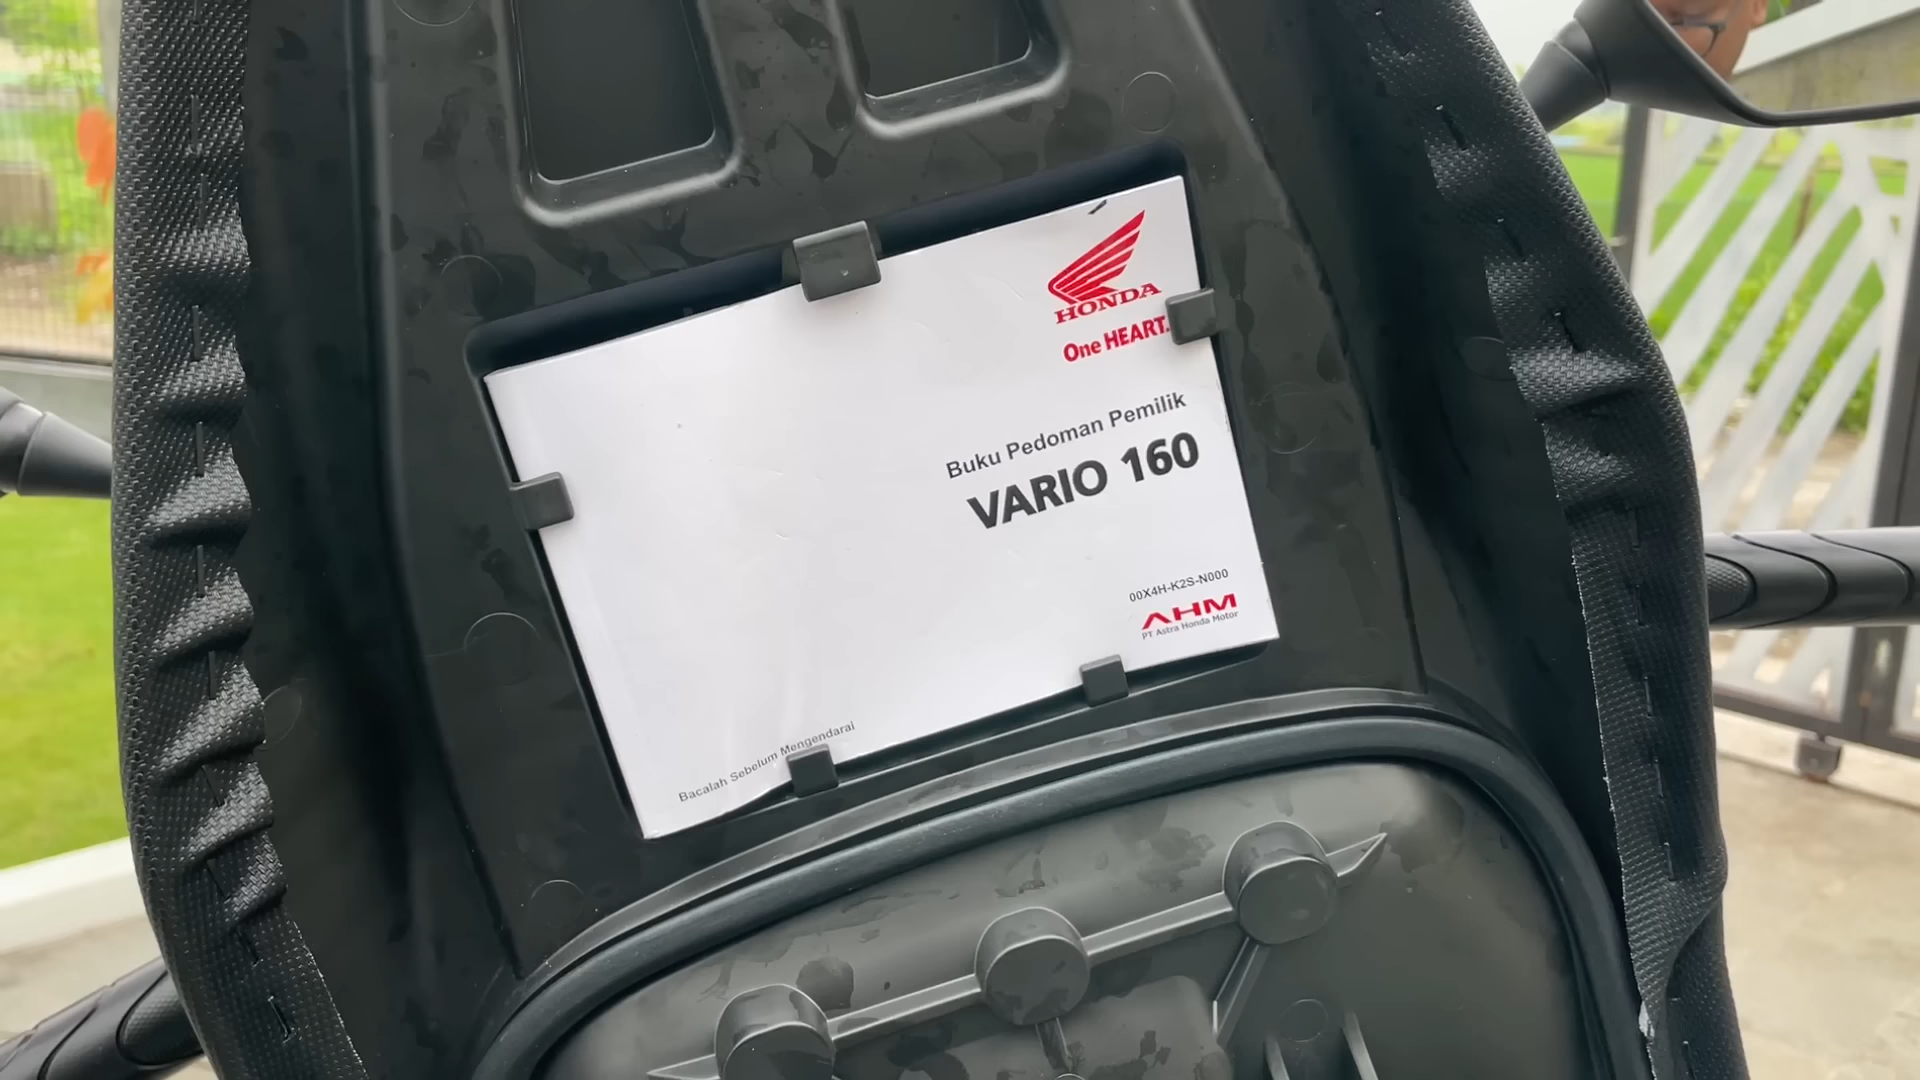 HONDA
One HEART.
Buku Pedoman Pemilik
VARIO 160
00X4H-K2S-N000
AHM
PT Astra Honda Motor
Bacalah Sebelum Mengendarai